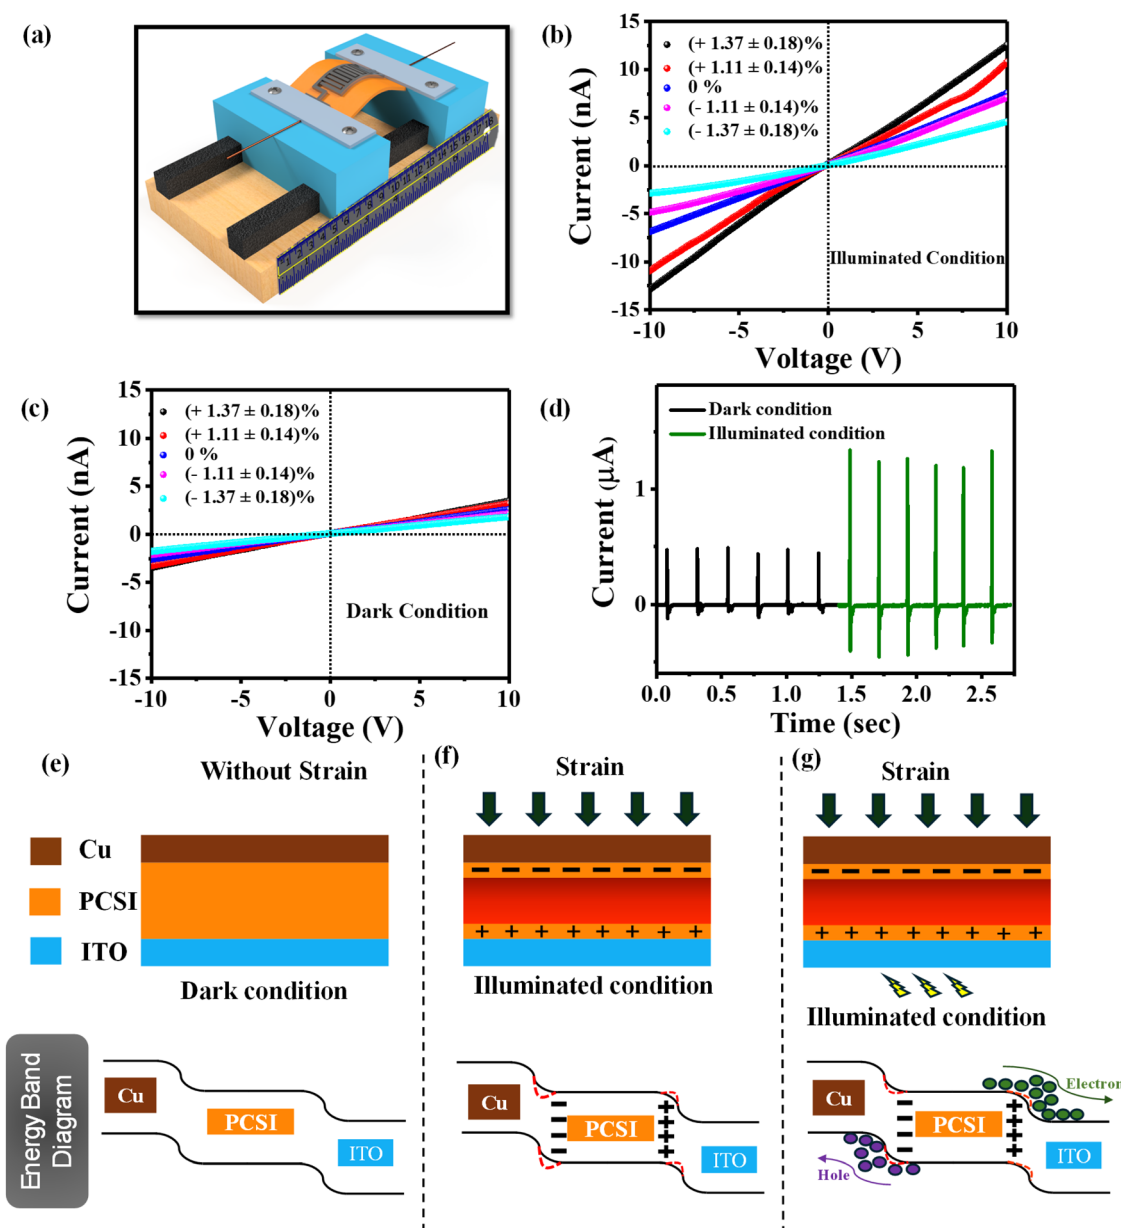 (a)
(b)
15
10
5
0
-5
-10
-15
Current (nA)
(+ 1.37 ± 0.18)%
(+ 1.11 ± 0.14)%
0 %
(- 1.11 ± 0.14)%
(- 1.37 ± 0.18)%
Illuminated Condition
-10
-5
0
5
10
Voltage (V)
(c)
15
10
5
0
-5
-10
-15
Current (nA)
(+ 1.37 ± 0.18)%
(+ 1.11 ± 0.14)%
0 %
(- 1.11 ± 0.14)%
(- 1.37 ± 0.18)%
Dark Condition
-10
-5
0
5
10
Voltage (V)
(d)
Dark condition
Illuminated condition
1
0
Current (µA)
0.0
0.5
1.0
1.5
2.0
2.5
Time (sec)
(e)
Without Strain
Cu
PCSI
ITO
Dark condition
(f)
Strain
− − − − − − − −
+ + + + + + + +
Illuminated condition
(g)
Strain
− − − − − − − −
+ + + + + + + +
Illuminated condition
Energy Band
Diagram
Cu
PCSI
ITO
Cu
PCSI
ITO
Cu
PCSI
ITO
Electron
Hole